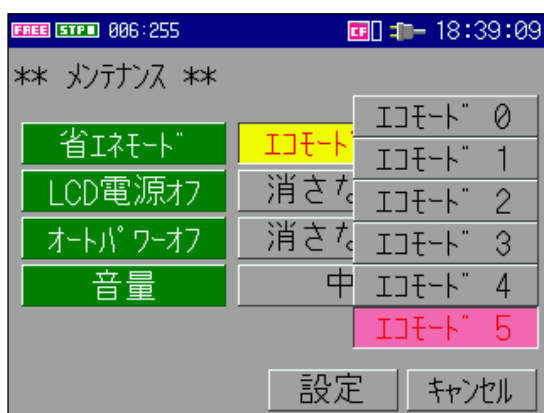 FREE STPE 006:255 CF 18:39:09
** メンテナンス **
省エネモード エコモード
LCD電源オフ 消さな
オートパワーオフ 消さな
音量 中
エコモード 0
エコモード 1
エコモード 2
エコモード 3
エコモード 4
エコモード 5
設定 キャンセル